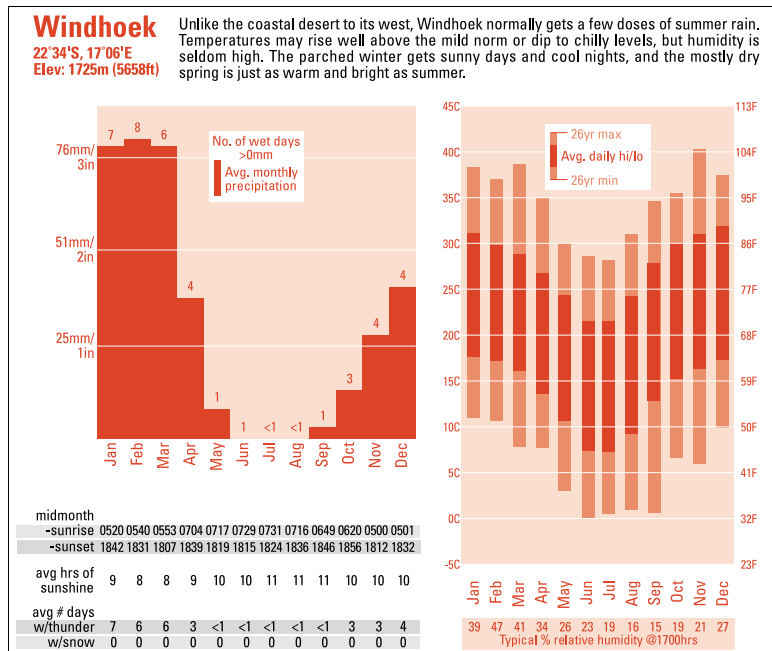 Windhoek
22°34'S, 17°06'E
Elev: 1725m (5658ft)
Unlike the coastal desert to its west, Windhoek normally gets a few doses of summer rain.
Temperatures may rise well above the mild norm or dip to chilly levels, but humidity is
seldom high. The parched winter gets sunny days and cool nights, and the mostly dry
spring is just as warm and bright as summer.
7 8 6 4 1 1 <1 <1 1 3 4 4
No. of wet days
>0mm
Avg. monthly
precipitation
76mm/
3in
51mm/
2in
25mm/
1in
Jan Feb Mar Apr May Jun Jul Aug Sep Oct Nov Dec
midmonth
-sunrise 0520 0540 0553 0704 0717 0729 0731 0716 0649 0620 0500 0501
-sunset 1842 1831 1807 1839 1819 1815 1824 1836 1846 1856 1812 1832
avg hrs of
sunshine 9 8 8 9 10 10 11 11 11 10 10 10
avg # days
w/thunder 7 6 6 3 <1 <1 <1 <1 <1 3 3 4
w/snow 0 0 0 0 0 0 0 0 0 0 0 0
45C 113F
40C 104F
35C 95F
30C 86F
25C 77F
20C 68F
15C 59F
10C 50F
5C 41F
0C 32F
-5C 23F
26yr max
Avg. daily hi/lo
26yr min
Jan Feb Mar Apr May Jun Jul Aug Sep Oct Nov Dec
39 47 41 34 26 23 19 16 15 19 21 27
Typical % relative humidity @1700hrs